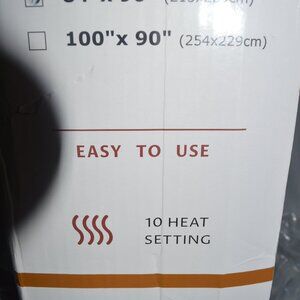 100"x 90" (254x229cm)
EASY TO USE
10 HEAT
SETTING